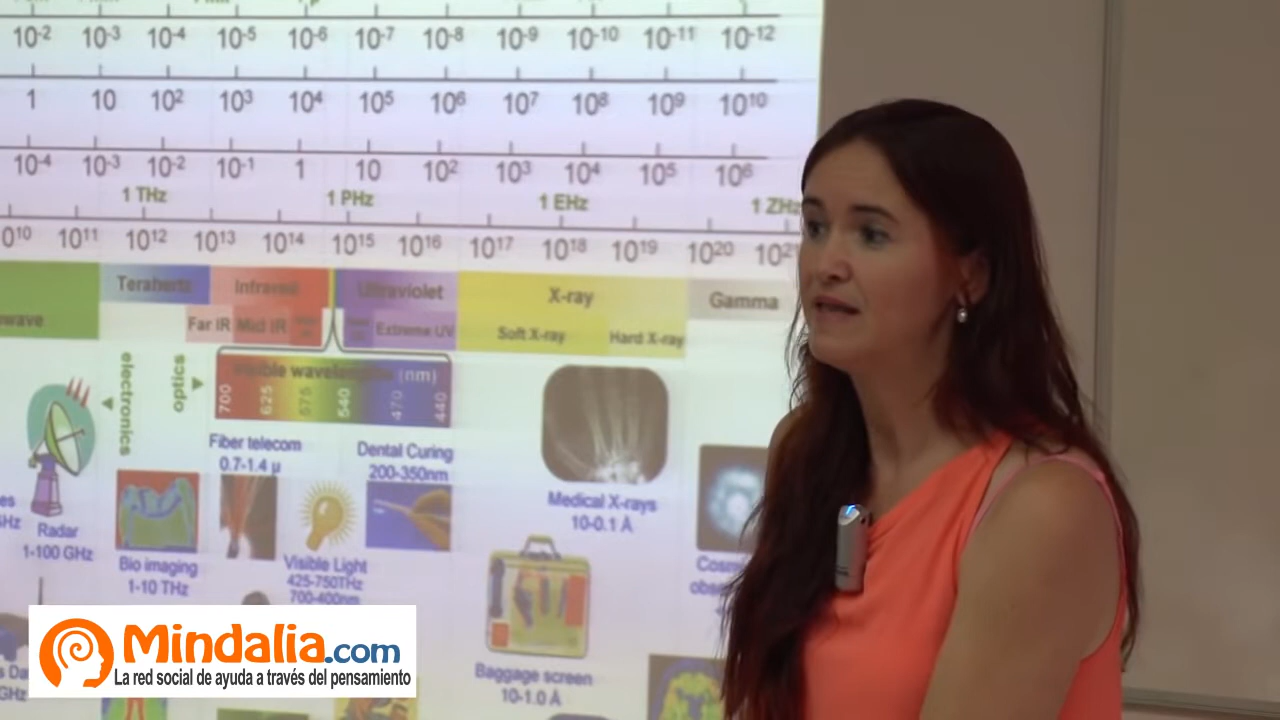 10-2 10-3 10-4 10-5 10-6 10-7 10-8 10-9 10-10 10-11 10-12
1 10 10² 10³ 10⁴ 10⁵ 10⁶ 10⁷ 10⁸ 10⁹ 10¹⁰
10-4 10-3 10-2 10-1 1 10 10² 10³ 10⁴ 10⁵ 10⁶
1 THz 1 PHz 1 EHz 1 ZHz
10¹¹ 10¹² 10¹³ 10¹⁴ 10¹⁵ 10¹⁶ 10¹⁷ 10¹⁸ 10¹⁹ 10²⁰
Terahertz Infrared Ultraviolet X-ray Gamma
wave Far IR Mid IR Extreme UV Soft X-ray Hard X-ray
electronics
optics
Visible (nm)
700 625 575 540 470 440
Fiber telecom
0.7-1.4 µ
Dental Curing
200-350nm
Radar
1-100 GHz
Bio imaging
1-10 THz
Visible Light
425-750THz
700-400nm
Medical X-rays
10-0.1 Å
Baggage screen
10-1.0 Å
Mindalia.com
La red social de ayuda a través del pensamiento